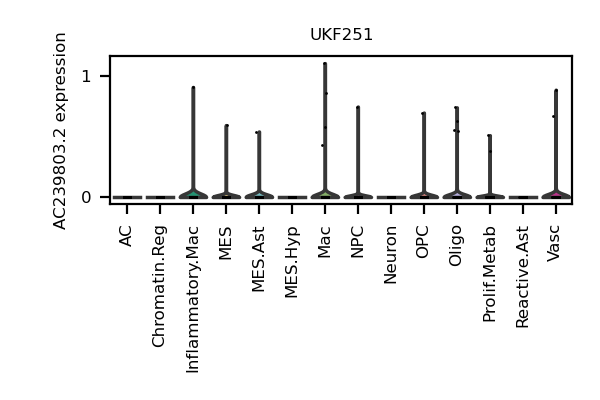 UKF251
AC239803.2 expression
1
0
AC
Chromatin.Reg
Inflammatory.Mac
MES
MES.Ast
MES.Hyp
Mac
NPC
Neuron
OPC
Oligo
Prolif.Metab
Reactive.Ast
Vasc